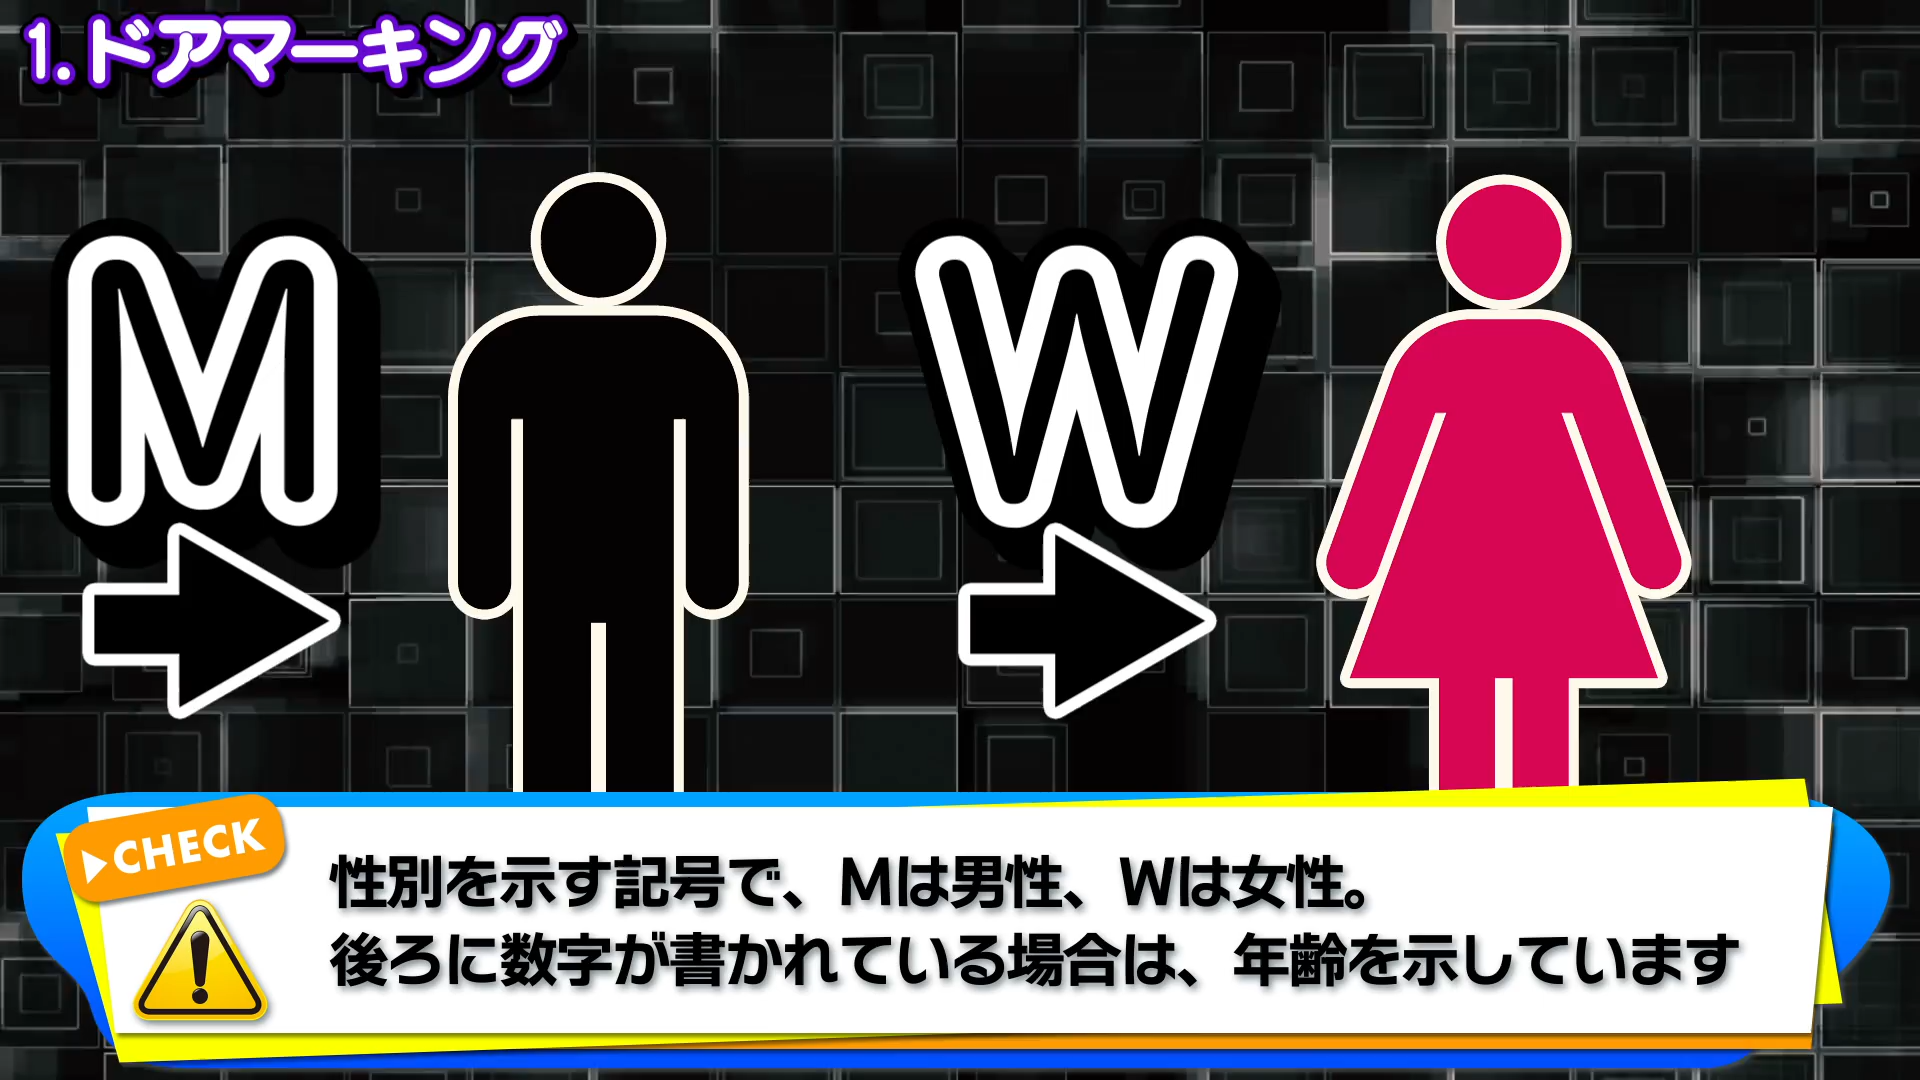 1.ドアマーキング
M
W
CHECK
性別を示す記号で、Mは男性、Wは女性。
後ろに数字が書かれている場合は、年齢を示しています